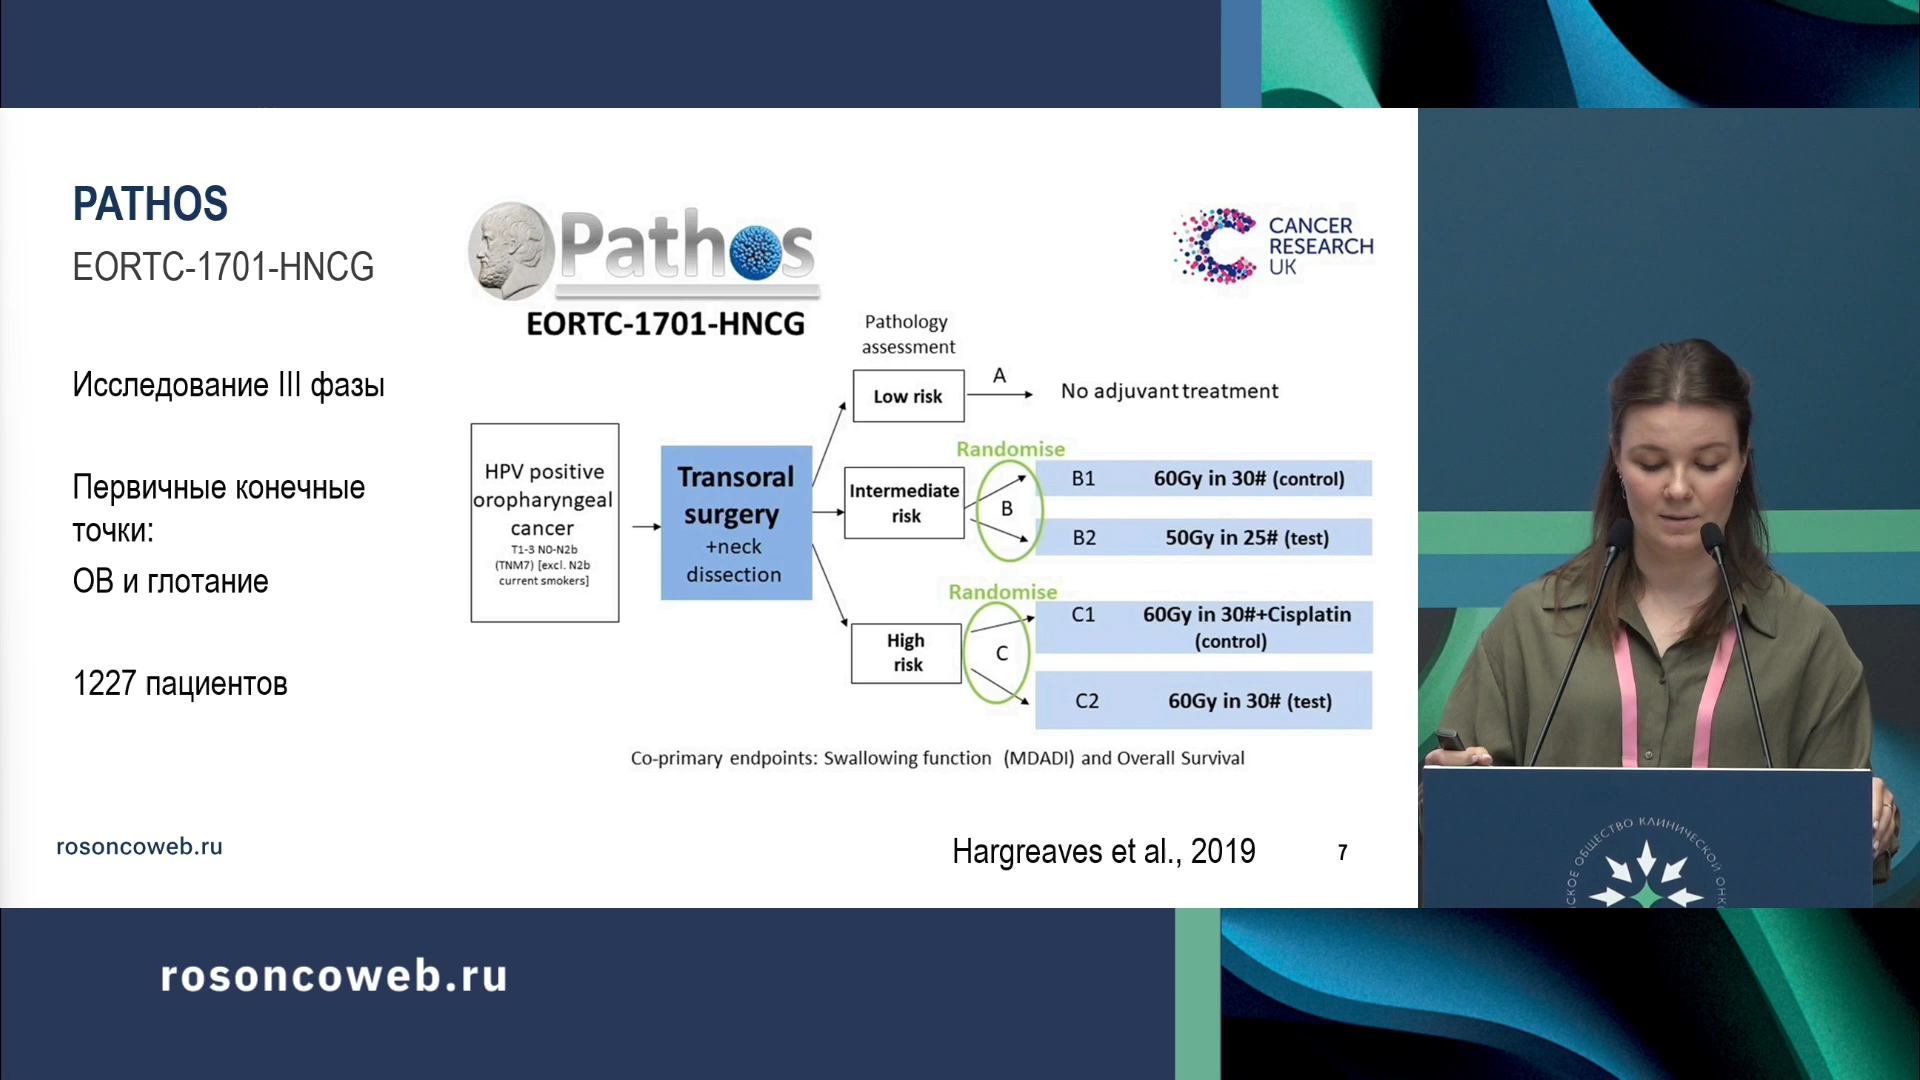 PATHOS
EORTC-1701-HNCG
Исследование III фазы
Первичные конечные
точки:
ОВ и глотание
1227 пациентов
Pathos
EORTC-1701-HNCG
CANCER
RESEARCH
UK
Pathology
assessment
HPV positive
oropharyngeal
cancer
T1-3 N0-N2b
(TNM7) [excl. N2b
current smokers]
Transoral
surgery
+neck
dissection
Low risk
A
No adjuvant treatment
Intermediate
risk
Randomise
B
B1 60Gy in 30# (control)
B2 50Gy in 25# (test)
High
risk
Randomise
C
C1 60Gy in 30#+Cisplatin
(control)
C2 60Gy in 30# (test)
Co-primary endpoints: Swallowing function (MDADI) and Overall Survival
rosoncoweb.ru
Hargreaves et al., 2019
7
ОБЩЕСТВО КЛИНИЧЕСКОЙ
rosoncoweb.ru